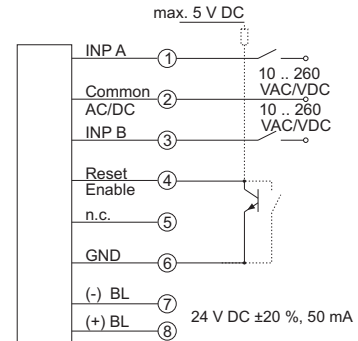 max. 5 V DC
INP A
1
10 .. 260
VAC/VDC
Common
AC/DC
2
10 .. 260
VAC/VDC
INP B
3
Reset
Enable
4
n.c.
5
GND
6
(-) BL
7
24 V DC ±20 %, 50 mA
(+) BL
8